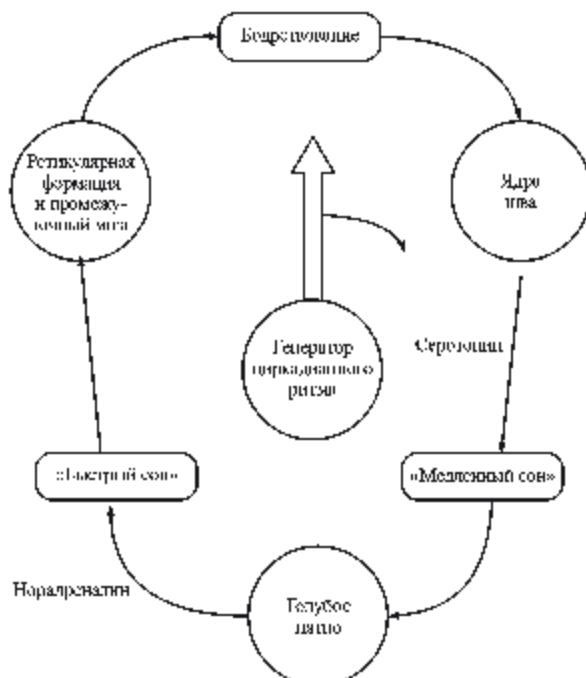 Бодрствование
Ретикулярная
формация
и промежу-
точный мозг
Ядро
шва
Генератор
циркадианного
ритма
Серотонин
«Быстрый сон»
«Медленный сон»
Норадреналин
Голубое
пятно